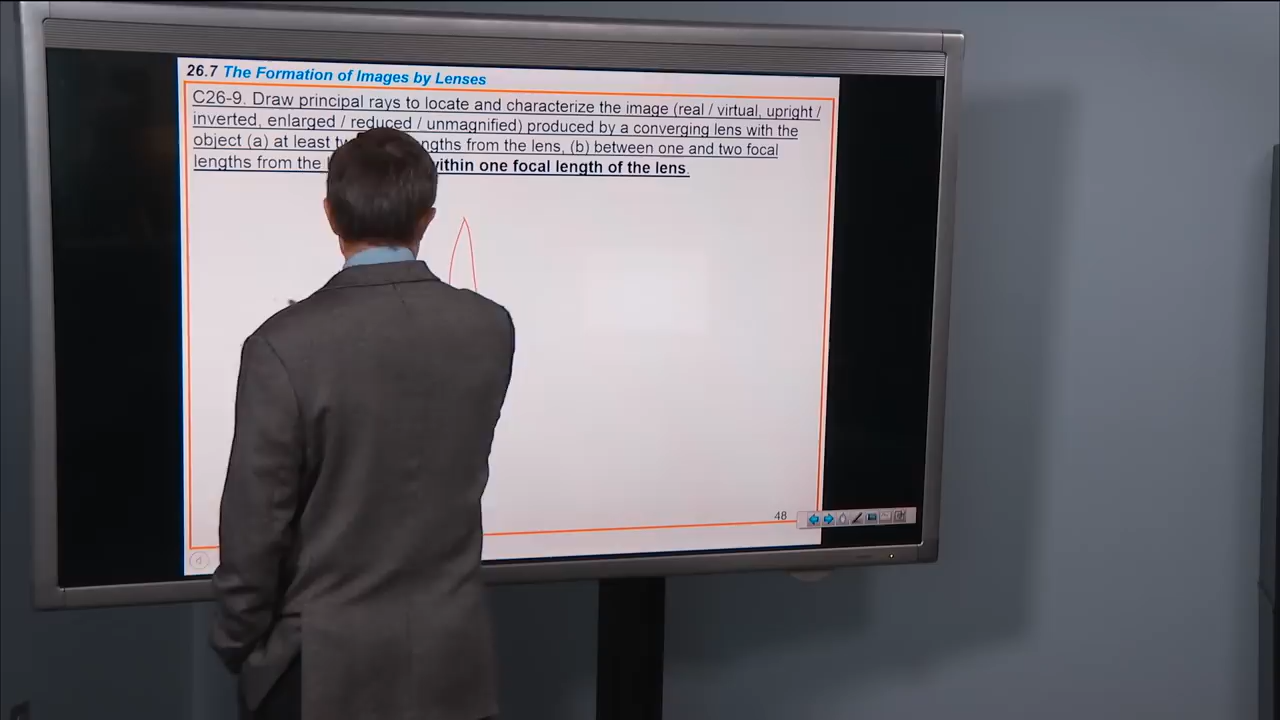 26.7 The Formation of Images by Lenses
C26-9. Draw principal rays to locate and characterize the image (real / virtual, upright /
inverted, enlarged / reduced / unmagnified) produced by a converging lens with the
object (a) at least ngths from the lens, (b) between one and two focal
lengths from the within one focal length of the lens.
48